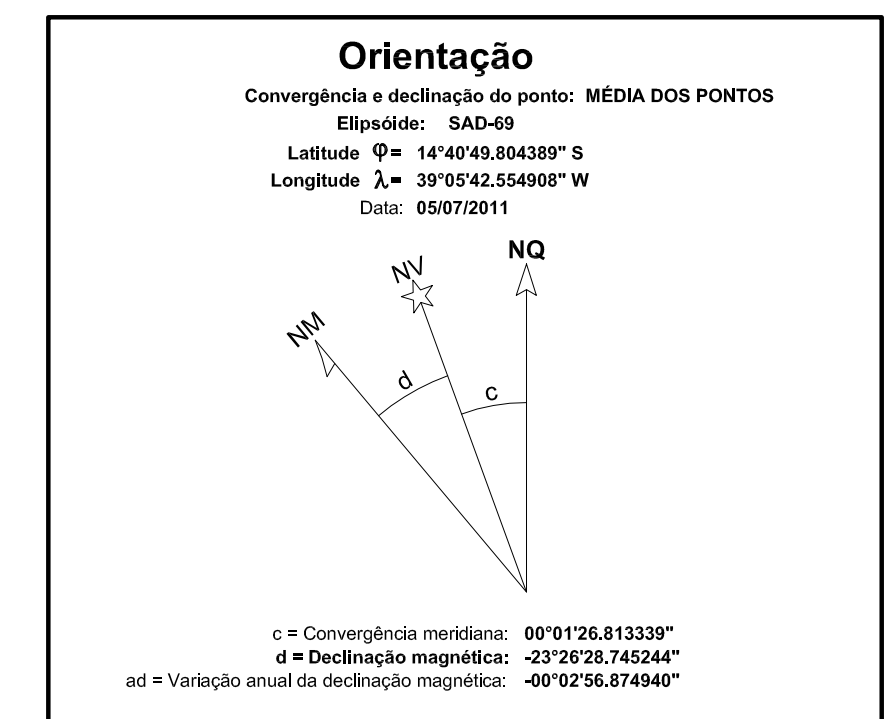 Orientação
Convergência e declinação do ponto: MÉDIA DOS PONTOS
Elipsóide: SAD-69
Latitude φ= 14°40'49.804389" S
Longitude λ= 39°05'42.554908" W
Data: 05/07/2011
NQ
NV
NM
d
c
c = Convergência meridiana: 00°01'26.813339"
d = Declinação magnética: -23°26'28.745244"
ad = Variação anual da declinação magnética: -00°02'56.874940"